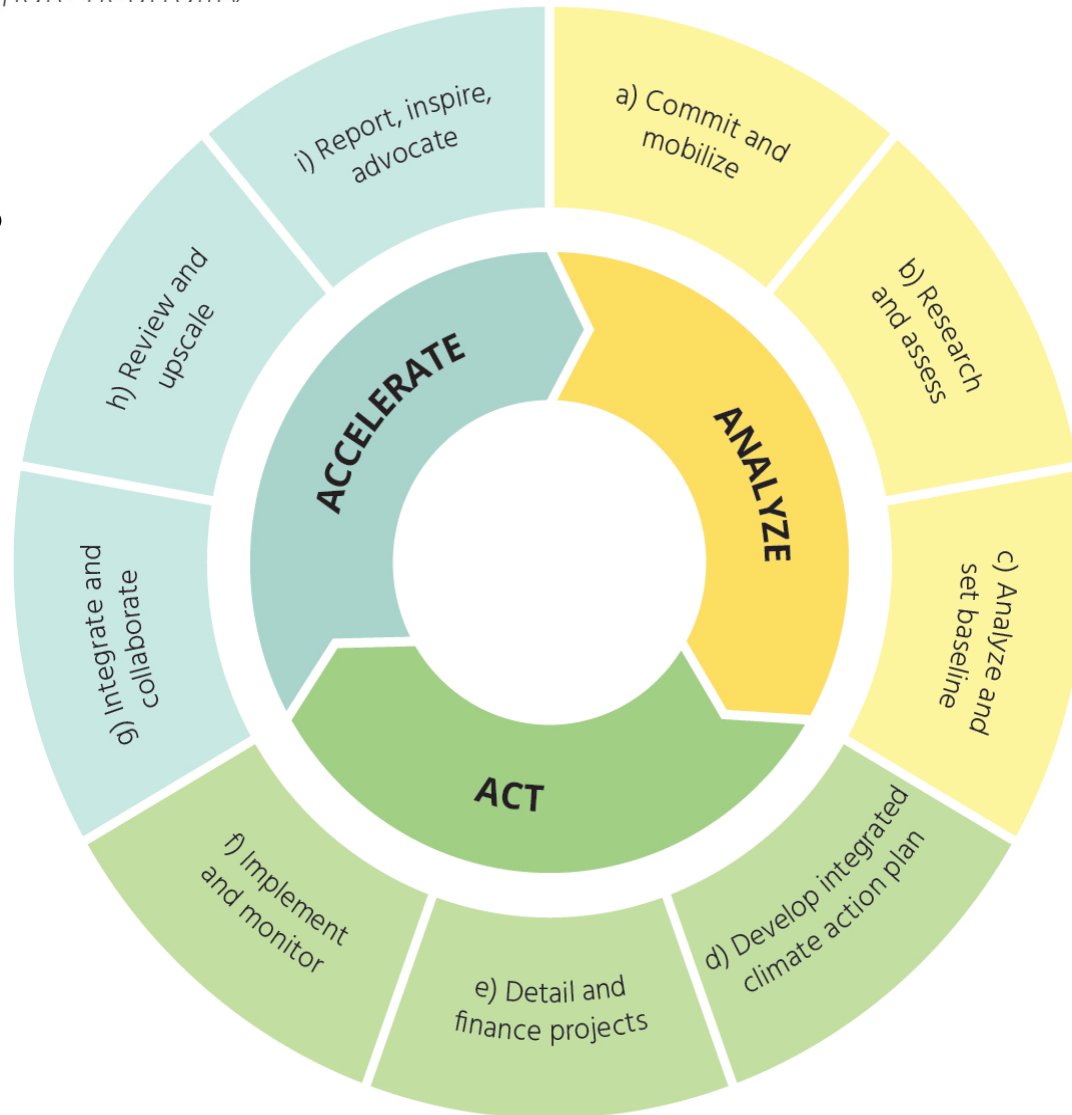 a) Commit and
mobilize
b) Research
and assess
c) Analyze and
set baseline
d) Develop integrated
climate action plan
e) Detail and
finance projects
f) Implement
and monitor
g) Integrate and
collaborate
h) Review and
upscale
i) Report, inspire,
advocate
ANALYZE
ACT
ACCELERATE